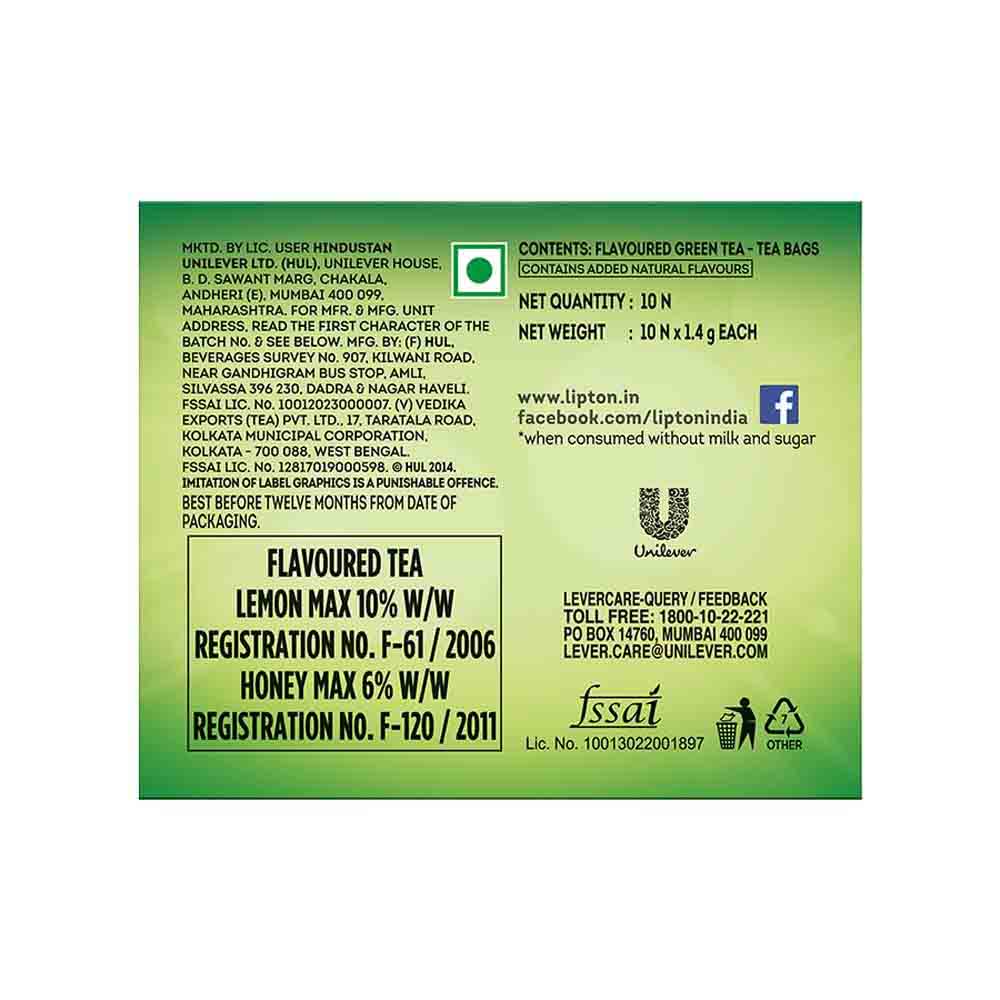 MKTD. BY LIC. USER HINDUSTAN
UNILEVER LTD. (HUL), UNILEVER HOUSE,
B. D. SAWANT MARG, CHAKALA,
ANDHERI (E), MUMBAI 400 099,
MAHARASHTRA. FOR MFR. & MFG. UNIT
ADDRESS, READ THE FIRST CHARACTER OF THE
BATCH No. & SEE BELOW. MFG. BY: (F) HUL,
BEVERAGES SURVEY No. 907, KILWANI ROAD,
NEAR GANDHIGRAM BUS STOP, AMLI,
SILVASSA 396 230, DADRA & NAGAR HAVELI.
FSSAI LIC. No. 10012023000007. (V) VEDIKA
EXPORTS (TEA) PVT. LTD., 17, TARATALA ROAD,
KOLKATA MUNICIPAL CORPORATION,
KOLKATA - 700 088, WEST BENGAL.
FSSAI LIC. No. 12817019000598. © HUL 2014.
IMITATION OF LABEL GRAPHICS IS A PUNISHABLE OFFENCE.
BEST BEFORE TWELVE MONTHS FROM DATE OF
PACKAGING.
FLAVOURED TEA
LEMON MAX 10% W/W
REGISTRATION No. F-61 / 2006
HONEY MAX 6% W/W
REGISTRATION No. F-120 / 2011
CONTENTS: FLAVOURED GREEN TEA - TEA BAGS
CONTAINS ADDED NATURAL FLAVOURS
NET QUANTITY : 10 N
NET WEIGHT : 10 N x 1.4 g EACH
www.lipton.in
facebook.com/liptonindia
f
*when consumed without milk and sugar
Unilever
LEVERCARE-QUERY / FEEDBACK
TOLL FREE: 1800-10-22-221
PO BOX 14760, MUMBAI 400 099
LEVER.CARE@UNILEVER.COM
fssai
Lic. No. 10013022001897
7
OTHER